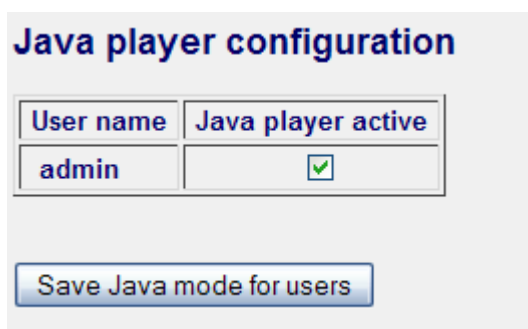 Java player configuration
User name Java player active
admin
Save Java mode for users